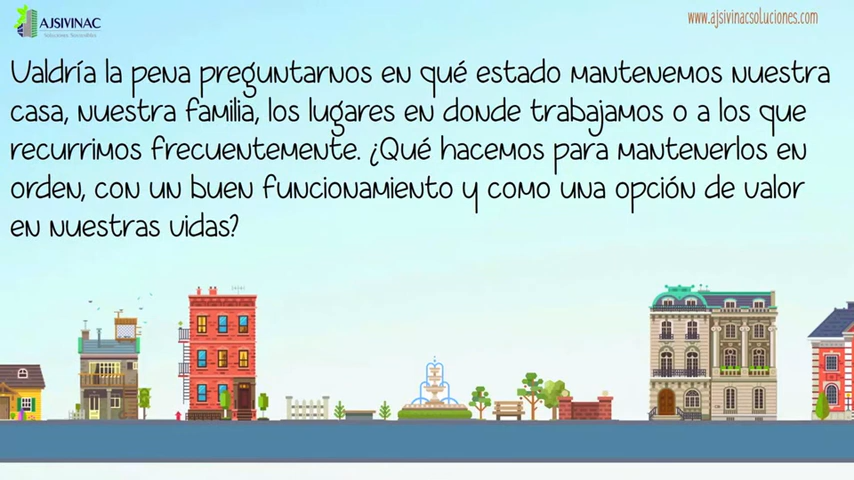 AJSIVINAC
Soluciones Sostenibles
www.ajsivinacsoluciones.com
Valdría la pena preguntarnos en qué estado mantenemos nuestra
casa, nuestra familia, los lugares en donde trabajamos o a los que
recurrimos frecuentemente. ¿Qué hacemos para mantenerlos en
orden, con un buen funcionamiento y como una opción de valor
en nuestras vidas?